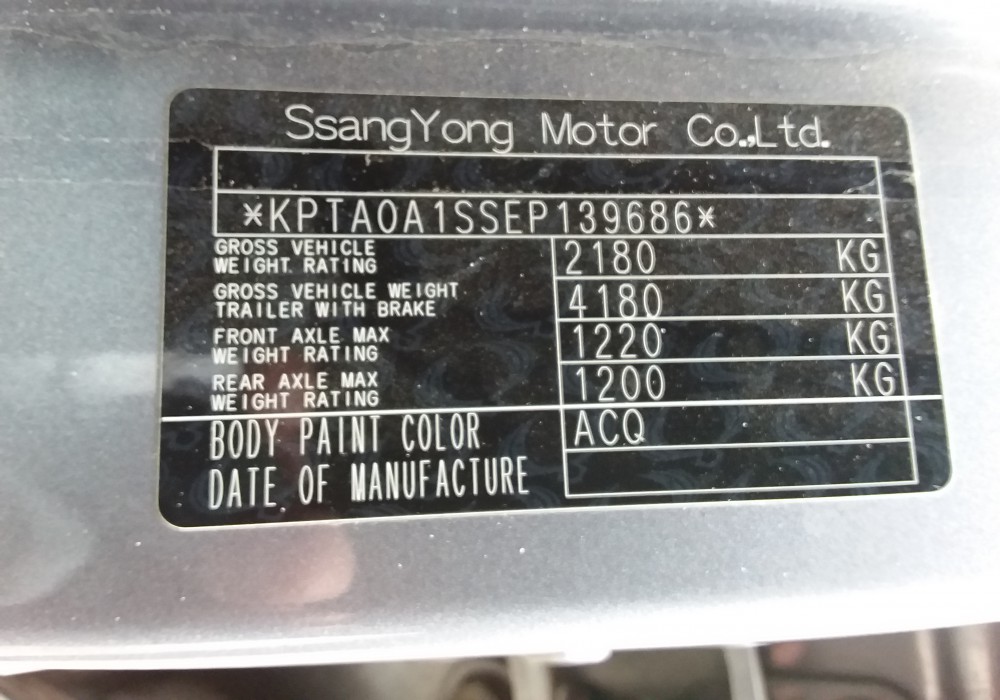 SsangYong Motor Co.,Ltd.
*KPTA0A1SSEP139686*
GROSS VEHICLE
WEIGHT RATING
2180 KG
GROSS VEHICLE WEIGHT
TRAILER WITH BRAKE
4180 KG
FRONT AXLE MAX
WEIGHT RATING
1220 KG
REAR AXLE MAX
WEIGHT RATING
1200 KG
BODY PAINT COLOR
ACQ
DATE OF MANUFACTURE